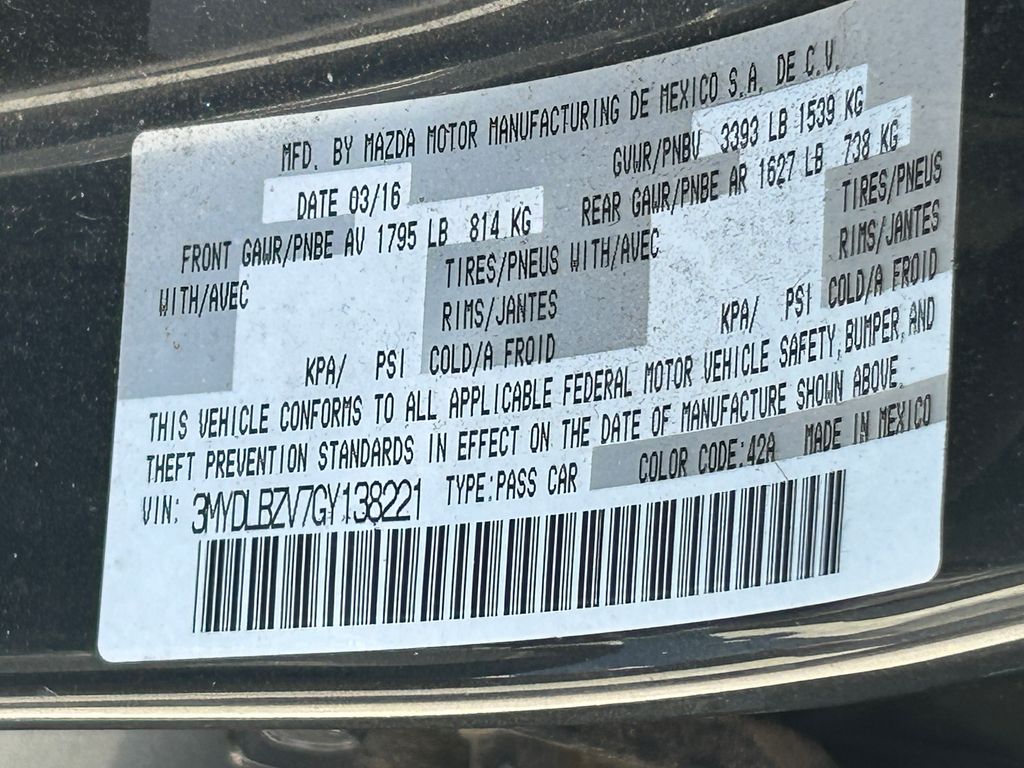 MFD. BY MAZDA MOTOR MANUFACTURING DE MEXICO S.A. DE C.V.
DATE 03/16 GVWR/PNBV 3393 LB 1539 KG
FRONT GAWR/PNBE AV 1795 LB 814 KG REAR GAWR/PNBE AR 1627 LB 738 KG
WITH/AVEC TIRES/PNEUS WITH/AVEC TIRES/PNEUS
RIMS/JANTES RIMS/JANTES
KPA/ PSI COLD/A FROID KPA/ PSI COLD/A FROID
THIS VEHICLE CONFORMS TO ALL APPLICABLE FEDERAL MOTOR VEHICLE SAFETY, BUMPER, AND
THEFT PREVENTION STANDARDS IN EFFECT ON THE DATE OF MANUFACTURE SHOWN ABOVE.
VIN: 3MYDLBZV7GY138221 TYPE:PASS CAR COLOR CODE:42A MADE IN MEXICO